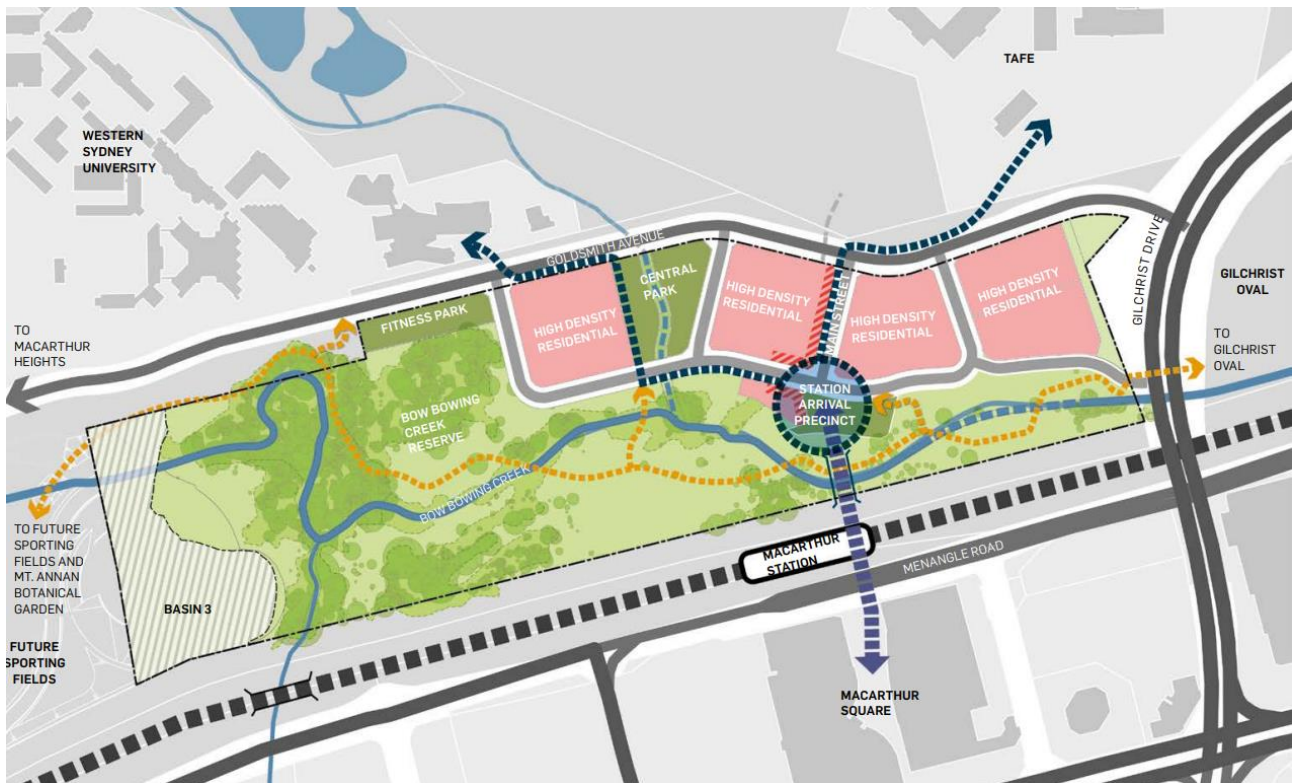 TAFE
WESTERN
SYDNEY
UNIVERSITY
GOLDSMITH AVENUE
CENTRAL
PARK
HIGH DENSITY
RESIDENTIAL
MAIN STREET
HIGH DENSITY
RESIDENTIAL
GILCHRIST DRIVE
GILCHRIST
OVAL
FITNESS PARK
HIGH DENSITY
RESIDENTIAL
HIGH DENSITY
RESIDENTIAL
TO
MACARTHUR
HEIGHTS
TO
GILCHRIST
OVAL
BOW BOWING
CREEK
RESERVE
STATION
ARRIVAL
PRECINCT
BOW BOWING CREEK
TO FUTURE
SPORTING
FIELDS AND
MT. ANNAN
BOTANICAL
GARDEN
MACARTHUR
STATION
MENANGLE ROAD
BASIN 3
FUTURE
SPORTING
FIELDS
MACARTHUR
SQUARE